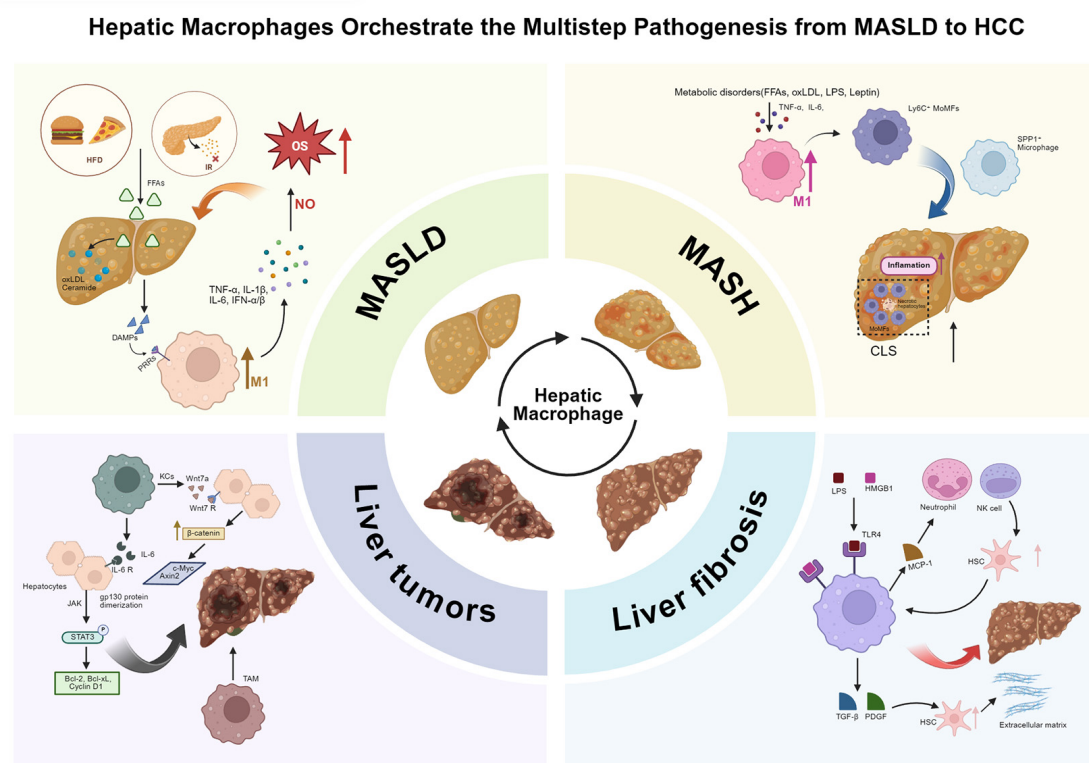 Hepatic Macrophages Orchestrate the Multistep Pathogenesis from MASLD to HCC
HFD
IR
OS
FFAs
NO
oxLDL
Ceramide
TNF-α, IL-1β,
IL-6, IFN-α/β
DAMPs
PRRs
M1
MASLD
Metabolic disorders(FFAs, oxLDL, LPS, Leptin)
TNF-α, IL-6,
Ly6C⁺ MoMFs
SPP1⁺
Microphage
M1
Inflamation
Necrotic
hepatocytes
MoMFs
CLS
MASH
Hepatic
Macrophage
KCs
Wnt7a
Wnt7 R
β-catenin
IL-6
IL-6 R
c-Myc
Axin2
Hepatocytes
gp130 protein
dimerization
JAK
STAT3
P
Bcl-2, Bcl-xL,
Cyclin D1
TAM
Liver tumors
LPS
HMGB1
Neutrophil
NK cell
TLR4
MCP-1
HSC
TGF-β
PDGF
HSC
Extracellular matrix
Liver fibrosis